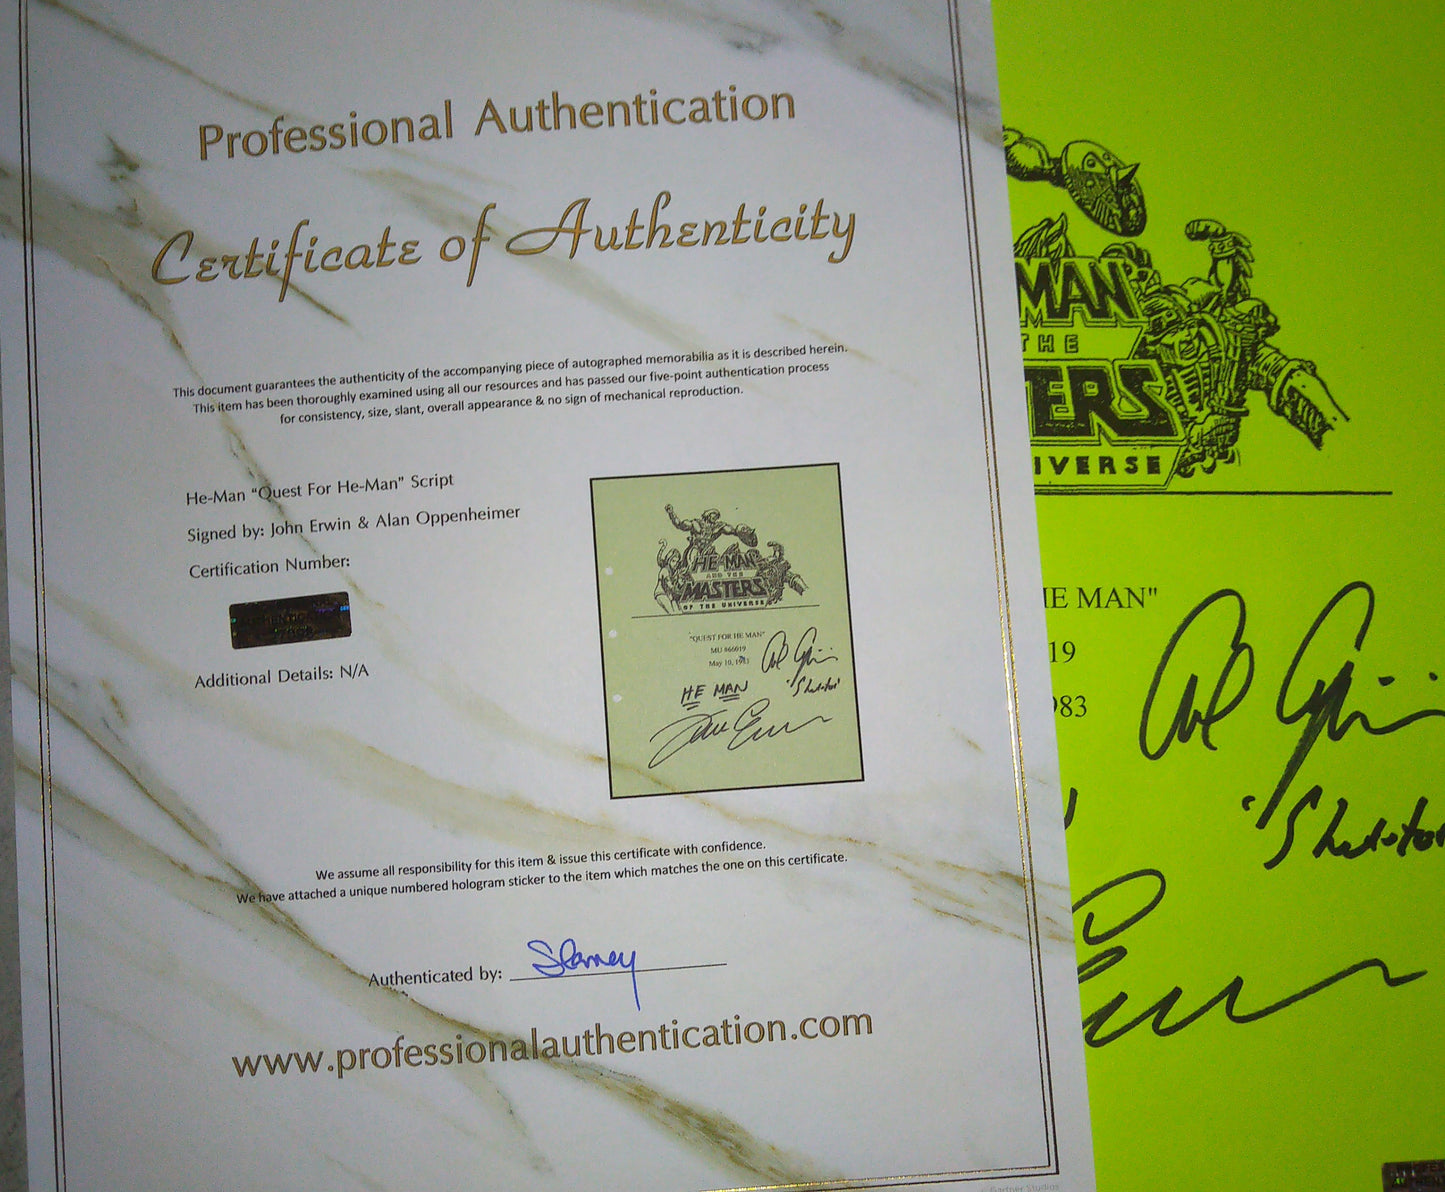 Professional Authentication
Certificate of Authenticity
This document guarantees the authenticity of the accompanying piece of autographed memorabilia as it is described herein.
This item has been thoroughly examined using all our resources and has passed our five-point authentication process
for consistency, size, slant, overall appearance & no sign of mechanical reproduction.
He-Man “Quest For He-Man” Script
Signed by: John Erwin & Alan Oppenheimer
Certification Number:
Additional Details: N/A
HE-MAN
AND THE
MASTERS
OF THE UNIVERSE
"QUEST FOR HE MAN"
MU #66019
May 10, 1983
HE MAN
We assume all responsibility for this item & issue this certificate with confidence.
We have attached a unique numbered hologram sticker to the item which matches the one on this certificate.
Authenticated by:
www.professionalauthentication.com
MAN
THE
ERS
IVERSE
HE MAN"
19
983